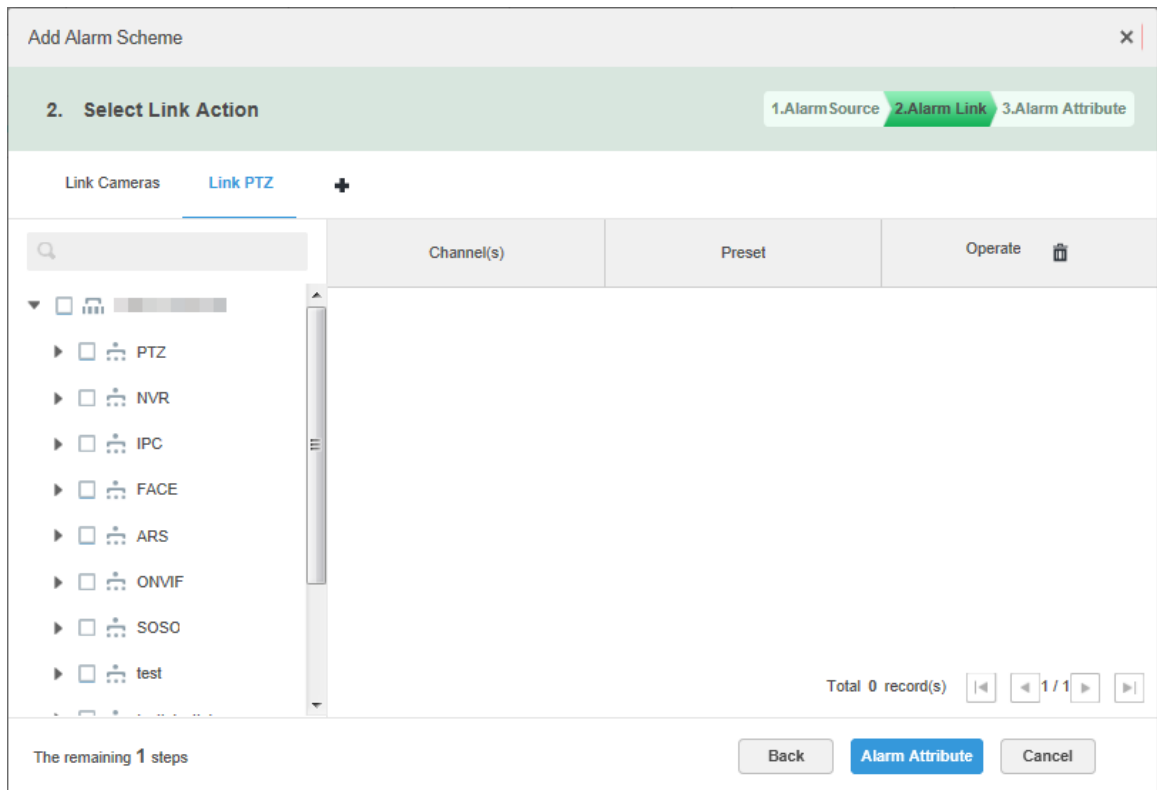 Add Alarm Scheme
2. Select Link Action
1.Alarm Source 2.Alarm Link 3.Alarm Attribute
Link Cameras Link PTZ
Channel(s) Preset Operate
PTZ
NVR
IPC
FACE
ARS
ONVIF
SOSO
test
Total 0 record(s) 1 / 1
The remaining 1 steps
Back Alarm Attribute Cancel